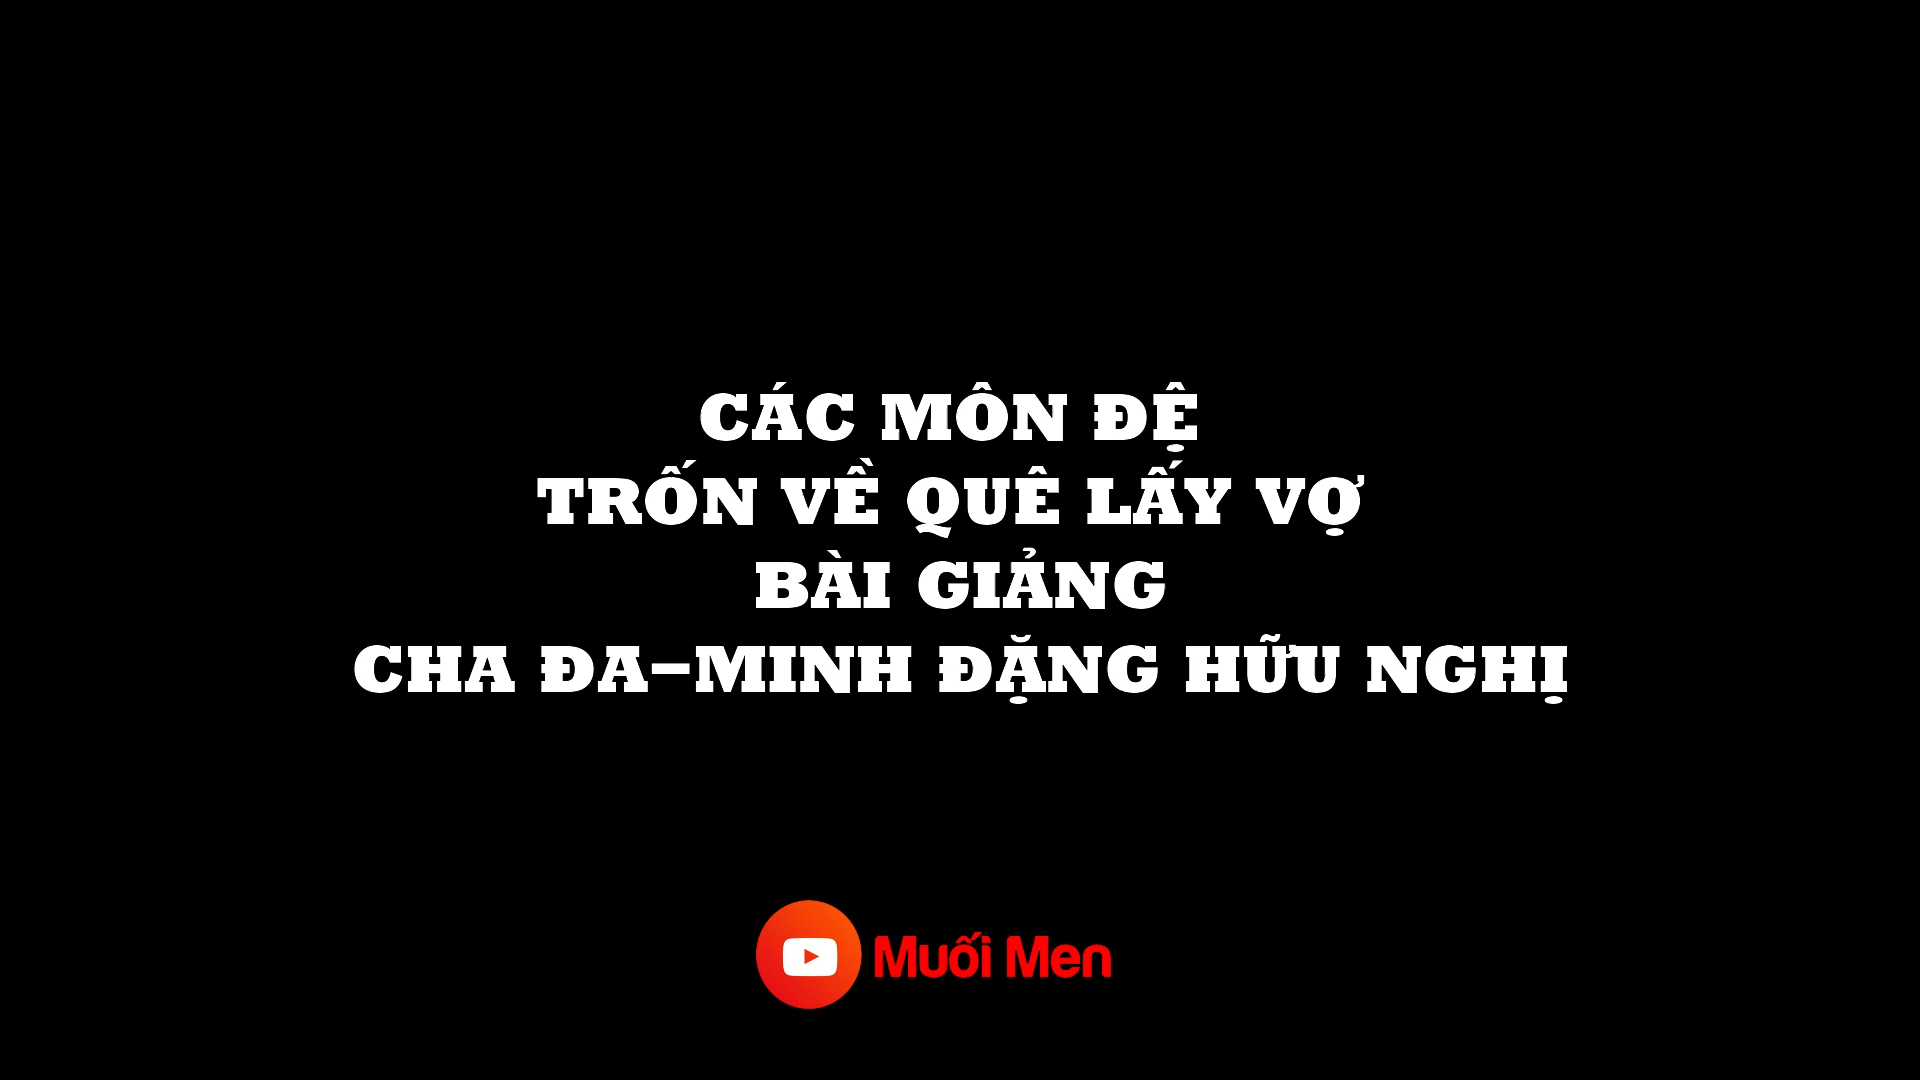 CÁC MÔN ĐỆ
TRỐN VỀ QUÊ LẤY VỢ
BÀI GIẢNG
CHA ĐA-MINH ĐẶNG HỮU NGHỊ
Muối Men